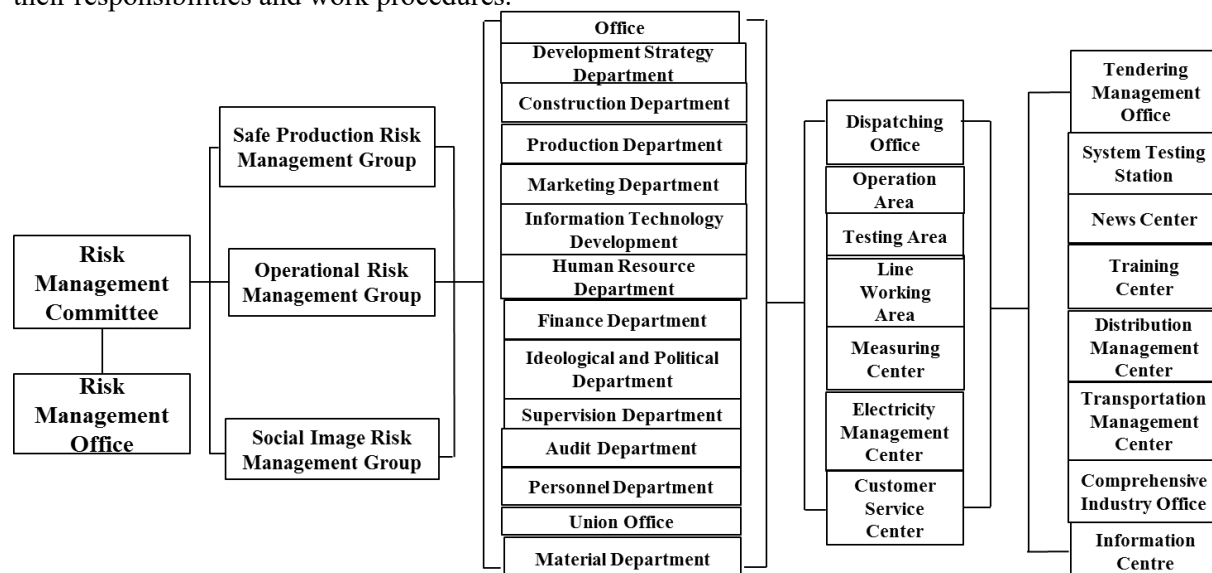 their responsibilities and work procedures.
Risk
Management
Committee
Risk
Management
Office
Safe Production Risk
Management Group
Operational Risk
Management Group
Social Image Risk
Management Group
Office
Development Strategy
Department
Construction Department
Production Department
Marketing Department
Information Technology
Development
Human Resource
Department
Finance Department
Ideological and Political
Department
Supervision Department
Audit Department
Personnel Department
Union Office
Material Department
Dispatching
Office
Operation
Area
Testing Area
Line
Working
Area
Measuring
Center
Electricity
Management
Center
Customer
Service
Center
Tendering
Management
Office
System Testing
Station
News Center
Training
Center
Distribution
Management
Center
Transportation
Management
Center
Comprehensive
Industry Office
Information
Centre